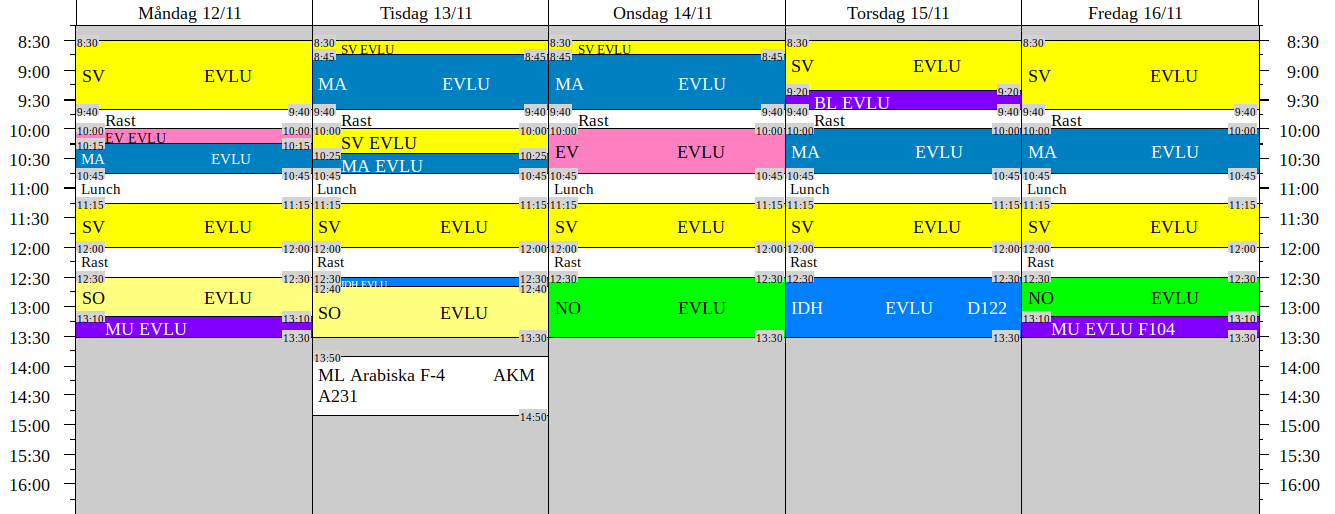 Måndag 12/11 Tisdag 13/11 Onsdag 14/11 Torsdag 15/11 Fredag 16/11
8:30 8:30 8:30 8:30 8:30 8:30 8:30
SV EVLU SV EVLU
8:45 8:45 8:45 8:45
9:00 SV EVLU MA EVLU MA EVLU SV EVLU SV EVLU 9:00
9:20 9:20
9:30 BL EVLU 9:30
9:40 9:40 9:40 9:40 9:40 9:40 9:40 9:40 9:40 9:40
Rast Rast Rast Rast Rast
10:00 10:00 10:00 10:00 10:00 10:00 10:00 10:00 10:00 10:00 10:00 10:00
EV EVLU SV EVLU
10:15 10:15
EV EVLU MA EVLU MA EVLU
10:25 10:25
10:30 MA EVLU MA EVLU 10:30
10:45 10:45 10:45 10:45 10:45 10:45 10:45 10:45 10:45 10:45
11:00 Lunch Lunch Lunch Lunch Lunch 11:00
11:15 11:15 11:15 11:15 11:15 11:15 11:15 11:15 11:15 11:15
11:30 SV EVLU SV EVLU SV EVLU SV EVLU SV EVLU 11:30
12:00 12:00 12:00 12:00 12:00 12:00 12:00 12:00 12:00 12:00 12:00 12:00
Rast Rast Rast Rast Rast
12:30 12:30 12:30 12:30 12:30 12:30 12:30 12:30 12:30 12:30 12:30 12:30
IDH EVLU
12:40 12:40
SO EVLU NO EVLU
13:00 SO EVLU NO EVLU IDH EVLU D122 13:00
13:10 13:10 13:10 13:10
MU EVLU MU EVLU F104
13:30 13:30 13:30 13:30 13:30 13:30 13:30
13:50
14:00 ML Arabiska F-4 AKM 14:00
14:30 A231 14:30
14:50
15:00 15:00
15:30 15:30
16:00 16:00